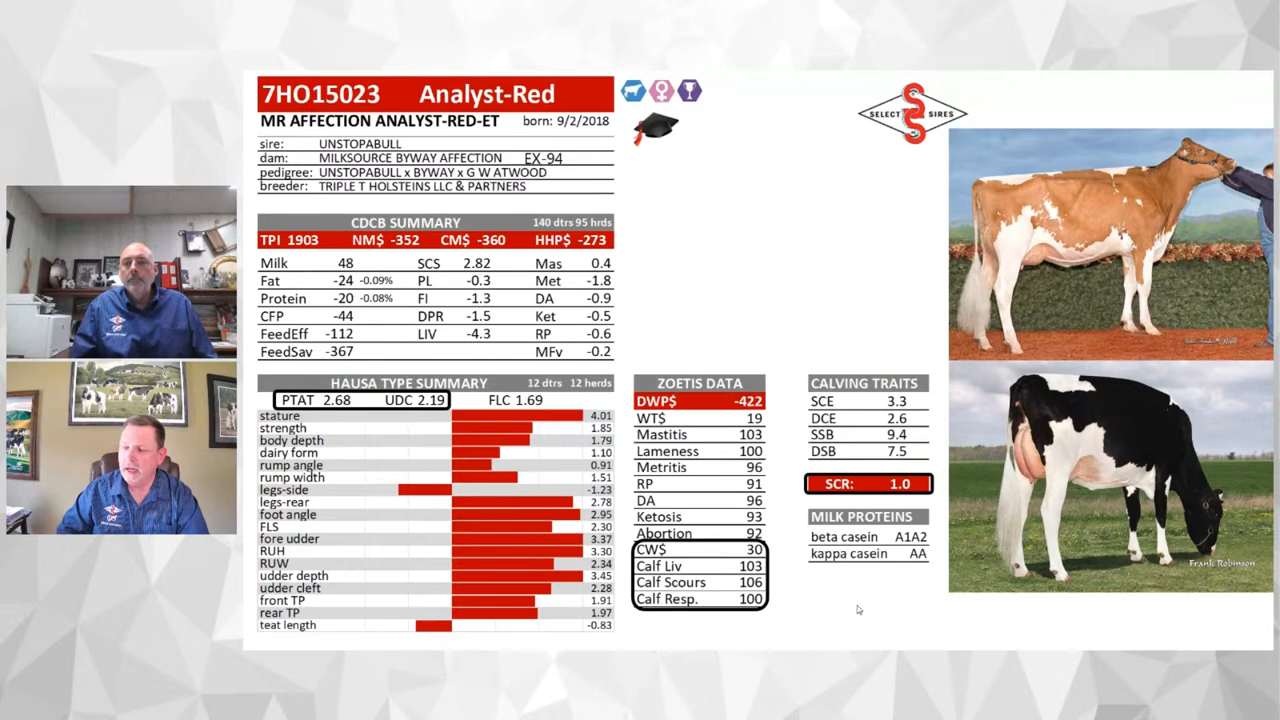 7HO15023 Analyst-Red
MR AFFECTION ANALYST-RED-ET born: 9/2/2018
sire: UNSTOPABULL
dam: MILKSOURCE BYWAY AFFECTION EX-94
pedigree: UNSTOPABULL x BYWAY x G W ATWOOD
breeder: TRIPLE T HOLSTEINS LLC & PARTNERS
CDCB SUMMARY 140 dtrs 95 hrds
TPI 1903 NM$ -352 CM$ -360 HHP$ -273
Milk 48 SCS 2.82 Mas 0.4
Fat -24 -0.09% PL -0.3 Met -1.8
Protein -20 -0.08% FI -1.3 DA -0.9
CFP -44 DPR -1.5 Ket -0.5
FeedEff -112 LIV -4.3 RP -0.6
FeedSav -367 MFv -0.2
HAUSA TYPE SUMMARY 12 dtrs 12 herds
PTAT 2.68 UDC 2.19 FLC 1.69
stature 4.01
strength 1.85
body depth 1.79
dairy form 1.10
rump angle 0.91
rump width 1.51
legs-side -1.23
legs-rear 2.78
foot angle 2.95
FLS 2.30
fore udder 3.37
RUH 3.30
RUW 2.34
udder depth 3.45
udder cleft 2.28
front TP 1.91
rear TP 1.97
teat length -0.83
ZOETIS DATA
DWP$ -422
WT$ 19
Mastitis 103
Lameness 100
Metritis 96
RP 91
DA 96
Ketosis 93
Abortion 92
CW$ 30
Calf Liv 103
Calf Scours 106
Calf Resp. 100
CALVING TRAITS
SCE 3.3
DCE 2.6
SSB 9.4
DSB 7.5
SCR: 1.0
MILK PROTEINS
beta casein A1A2
kappa casein AA
SELECT SIRES
Frank Robinson